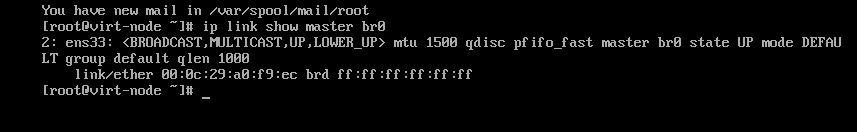 You have new mail in /var/spool/mail/root
[root@virt-node ~]# ip link show master br0
2: ens33: <BROADCAST,MULTICAST,UP,LOWER_UP> mtu 1500 qdisc pfifo_fast master br0 state UP mode DEFAU
LT group default qlen 1000
    link/ether 00:0c:29:a0:f9:ec brd ff:ff:ff:ff:ff:ff
[root@virt-node ~]# _